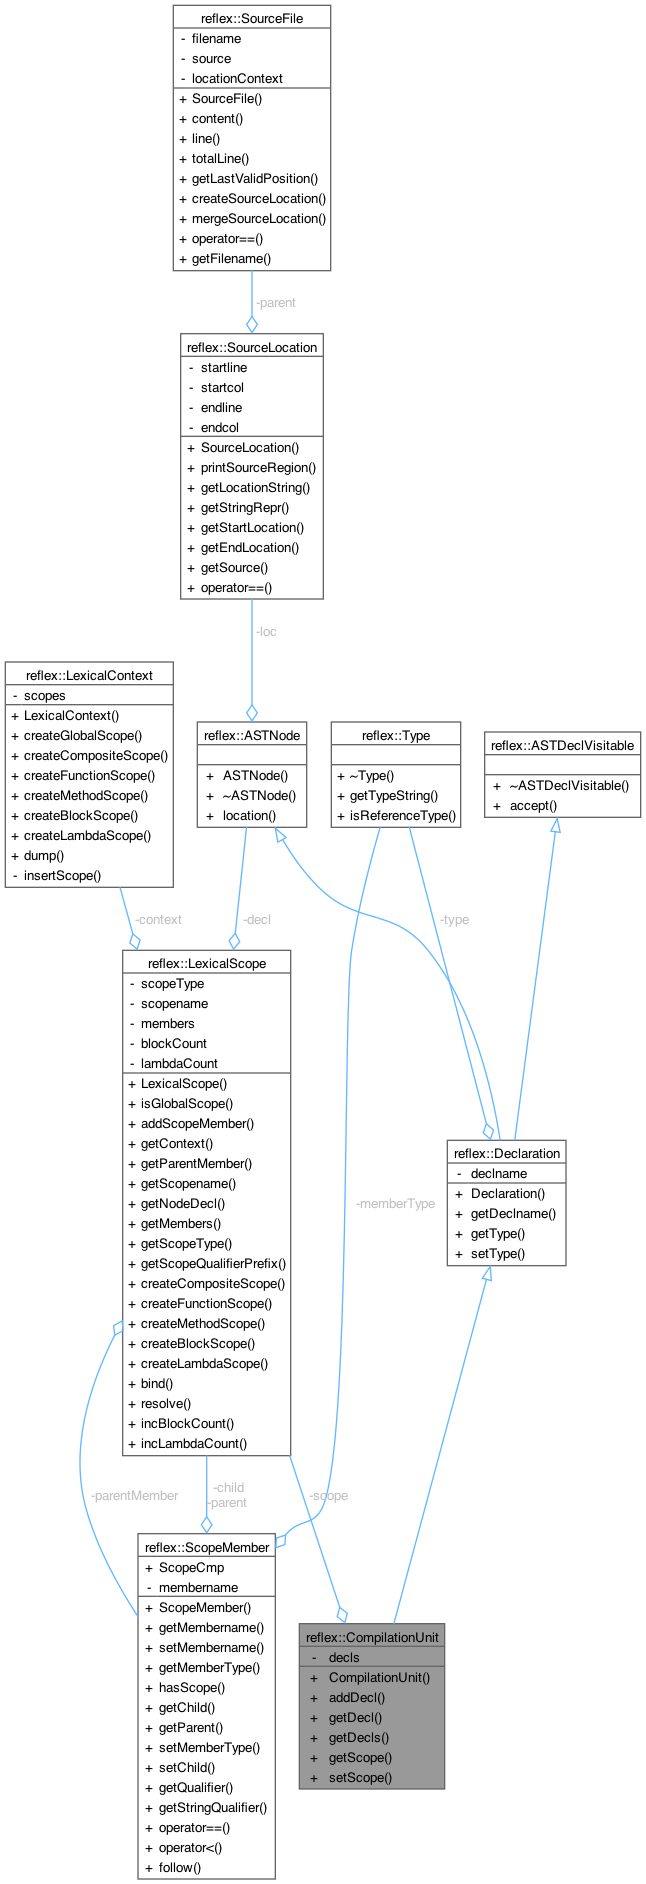 reflex::SourceFile
- filename
- source
- locationContext
+ SourceFile()
+ content()
+ line()
+ totalLine()
+ getLastValidPosition()
+ createSourceLocation()
+ mergeSourceLocation()
+ operator==()
+ getFilename()
-parent
reflex::SourceLocation
- startline
- startcol
- endline
- endcol
+ SourceLocation()
+ printSourceRegion()
+ getLocationString()
+ getStringRepr()
+ getStartLocation()
+ getEndLocation()
+ getSource()
+ operator==()
-loc
reflex::LexicalContext
- scopes
+ LexicalContext()
+ createGlobalScope()
+ createCompositeScope()
+ createFunctionScope()
+ createMethodScope()
+ createBlockScope()
+ createLambdaScope()
+ dump()
- insertScope()
reflex::ASTNode
+ ASTNode()
+ ~ASTNode()
+ location()
reflex::Type
+ ~Type()
+ getTypeString()
+ isReferenceType()
reflex::ASTDeclVisitable
+ ~ASTDeclVisitable()
+ accept()
-context
-decl
-type
reflex::LexicalScope
- scopeType
- scopename
- members
- blockCount
- lambdaCount
+ LexicalScope()
+ isGlobalScope()
+ addScopeMember()
+ getContext()
+ getParentMember()
+ getScopename()
+ getNodeDecl()
+ getMembers()
+ getScopeType()
+ getScopeQualifierPrefix()
+ createCompositeScope()
+ createFunctionScope()
+ createMethodScope()
+ createBlockScope()
+ createLambdaScope()
+ bind()
+ resolve()
+ incBlockCount()
+ incLambdaCount()
-memberType
reflex::Declaration
- declname
+ Declaration()
+ getDeclname()
+ getType()
+ setType()
-parentMember
-child
-parent
-scope
reflex::ScopeMember
+ ScopeCmp
- membername
+ ScopeMember()
+ getMembername()
+ setMembername()
+ getMemberType()
+ hasScope()
+ getChild()
+ getParent()
+ setMemberType()
+ setChild()
+ getQualifier()
+ getStringQualifier()
+ operator==()
+ operator<()
+ follow()
reflex::CompilationUnit
- decls
+ CompilationUnit()
+ addDecl()
+ getDecl()
+ getDecls()
+ getScope()
+ setScope()